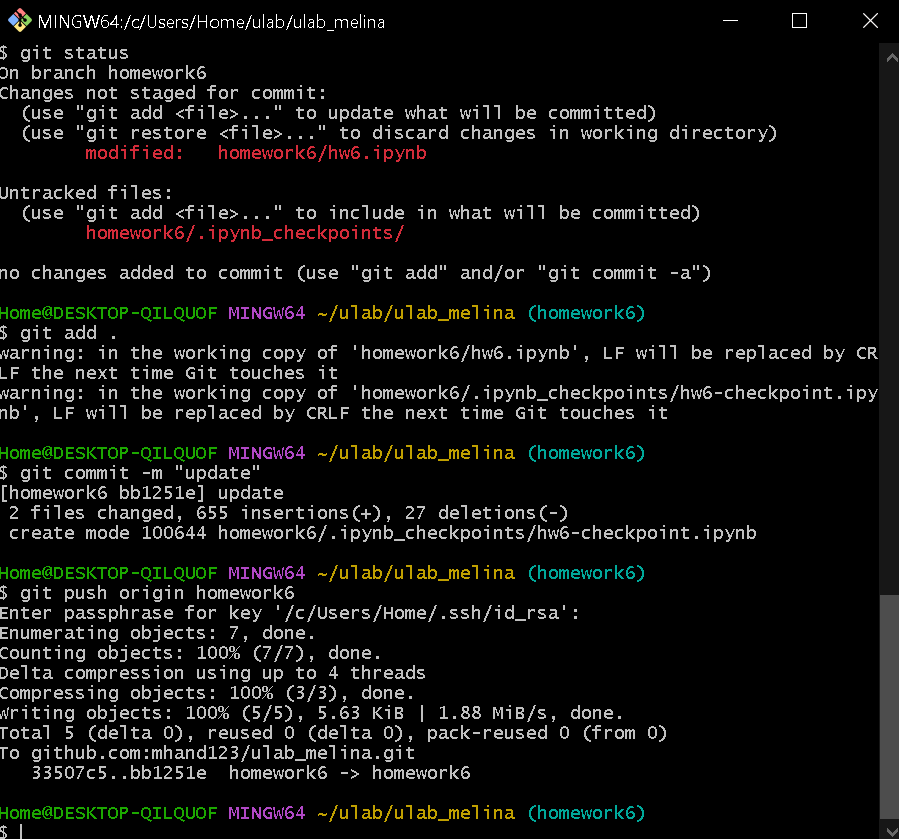 MINGW64:/c/Users/Home/ulab/ulab_melina
$ git status
On branch homework6
Changes not staged for commit:
  (use "git add <file>..." to update what will be committed)
  (use "git restore <file>..." to discard changes in working directory)
        modified:   homework6/hw6.ipynb

Untracked files:
  (use "git add <file>..." to include in what will be committed)
        homework6/.ipynb_checkpoints/

no changes added to commit (use "git add" and/or "git commit -a")

Home@DESKTOP-QILQUOF MINGW64 ~/ulab/ulab_melina (homework6)
$ git add .
warning: in the working copy of 'homework6/hw6.ipynb', LF will be replaced by CR
LF the next time Git touches it
warning: in the working copy of 'homework6/.ipynb_checkpoints/hw6-checkpoint.ipy
nb', LF will be replaced by CRLF the next time Git touches it

Home@DESKTOP-QILQUOF MINGW64 ~/ulab/ulab_melina (homework6)
$ git commit -m "update"
[homework6 bb1251e] update
 2 files changed, 655 insertions(+), 27 deletions(-)
 create mode 100644 homework6/.ipynb_checkpoints/hw6-checkpoint.ipynb

Home@DESKTOP-QILQUOF MINGW64 ~/ulab/ulab_melina (homework6)
$ git push origin homework6
Enter passphrase for key '/c/Users/Home/.ssh/id_rsa':
Enumerating objects: 7, done.
Counting objects: 100% (7/7), done.
Delta compression using up to 4 threads
Compressing objects: 100% (3/3), done.
Writing objects: 100% (5/5), 5.63 KiB | 1.88 MiB/s, done.
Total 5 (delta 0), reused 0 (delta 0), pack-reused 0 (from 0)
To github.com:mhand123/ulab_melina.git
   33507c5..bb1251e  homework6 -> homework6

Home@DESKTOP-QILQUOF MINGW64 ~/ulab/ulab_melina (homework6)
$